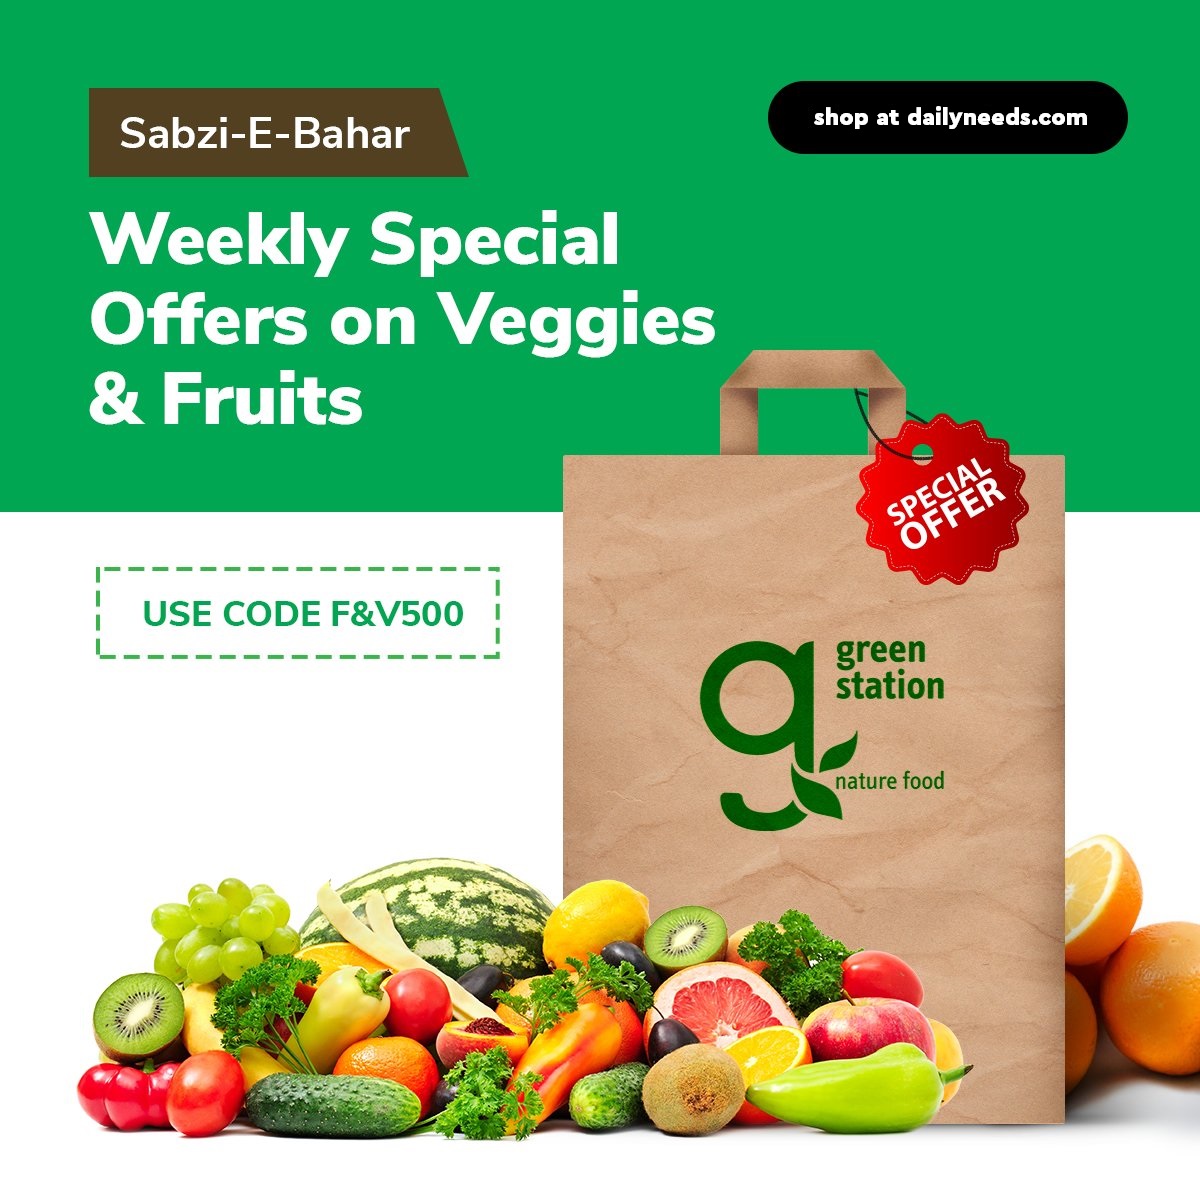 Sabzi-E-Bahar
shop at dailyneeds.com
Weekly Special
Offers on Veggies
& Fruits
SPECIAL
OFFER
USE CODE F&V500
green
station
nature food